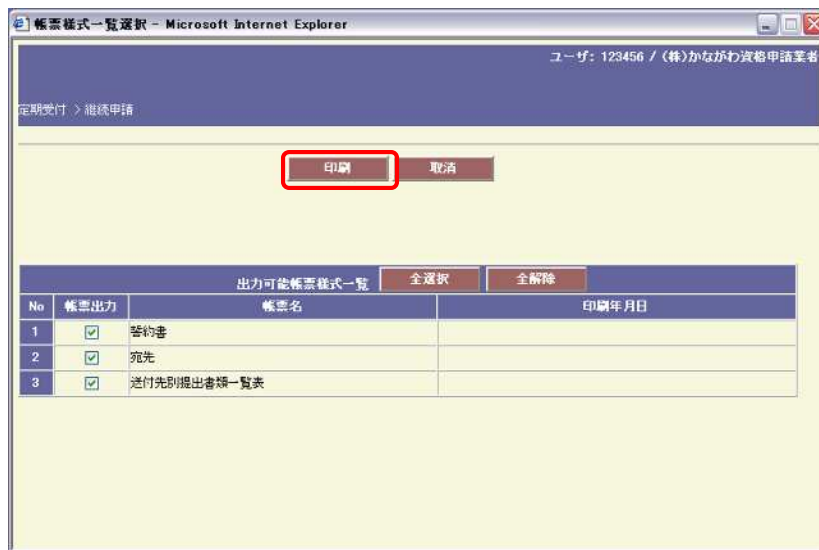 帳票様式一覧選択 - Microsoft Internet Explorer
ユーザ: 123456 / (株)かながわ資格申請業者
定期受付 > 継続申請
印刷 取消
出力可能帳票様式一覧 全選択 全解除
No 帳票出力 帳票名 印刷年月日
1 誓約書
2 宛先
3 送付先別提出書類一覧表